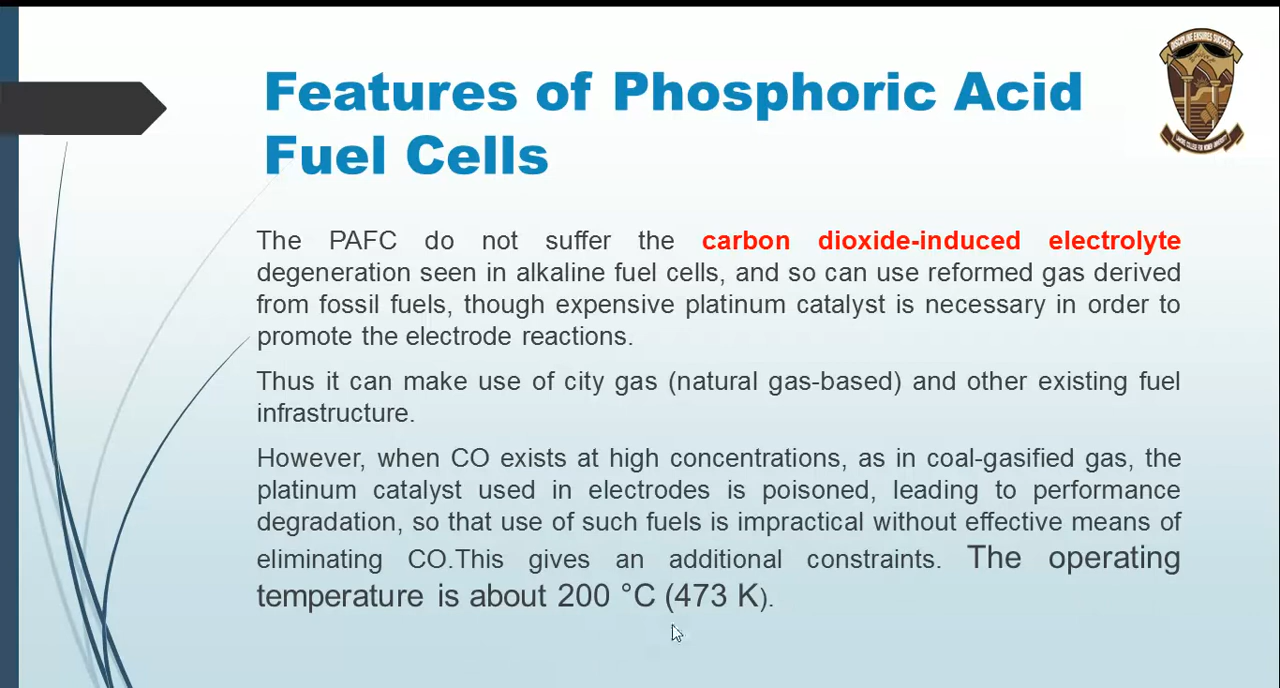 DISCIPLINE ENSURES SUCCESS
Features of Phosphoric Acid
Fuel Cells
The PAFC do not suffer the carbon dioxide-induced electrolyte
degeneration seen in alkaline fuel cells, and so can use reformed gas derived
from fossil fuels, though expensive platinum catalyst is necessary in order to
promote the electrode reactions.
Thus it can make use of city gas (natural gas-based) and other existing fuel
infrastructure.
However, when CO exists at high concentrations, as in coal-gasified gas, the
platinum catalyst used in electrodes is poisoned, leading to performance
degradation, so that use of such fuels is impractical without effective means of
eliminating CO.This gives an additional constraints. The operating
temperature is about 200 °C (473 K).